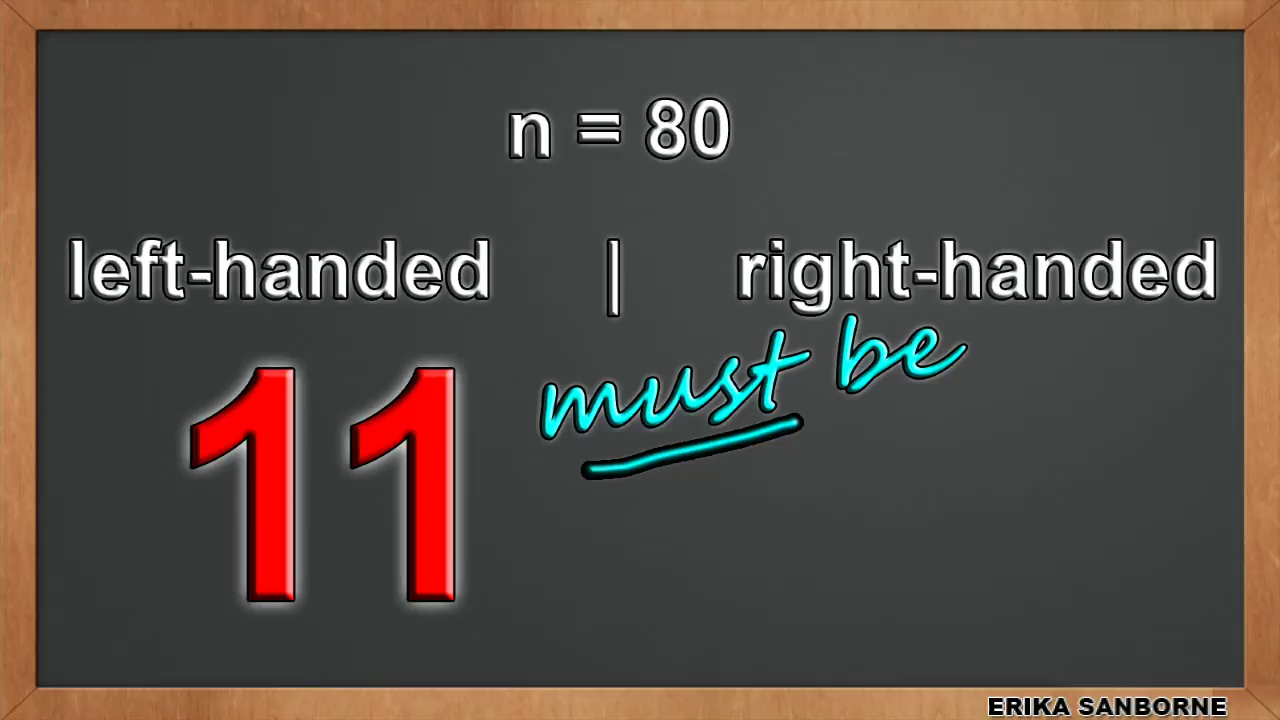 n = 80
left-handed | right-handed
must be
11
ERIKA SANBORNE